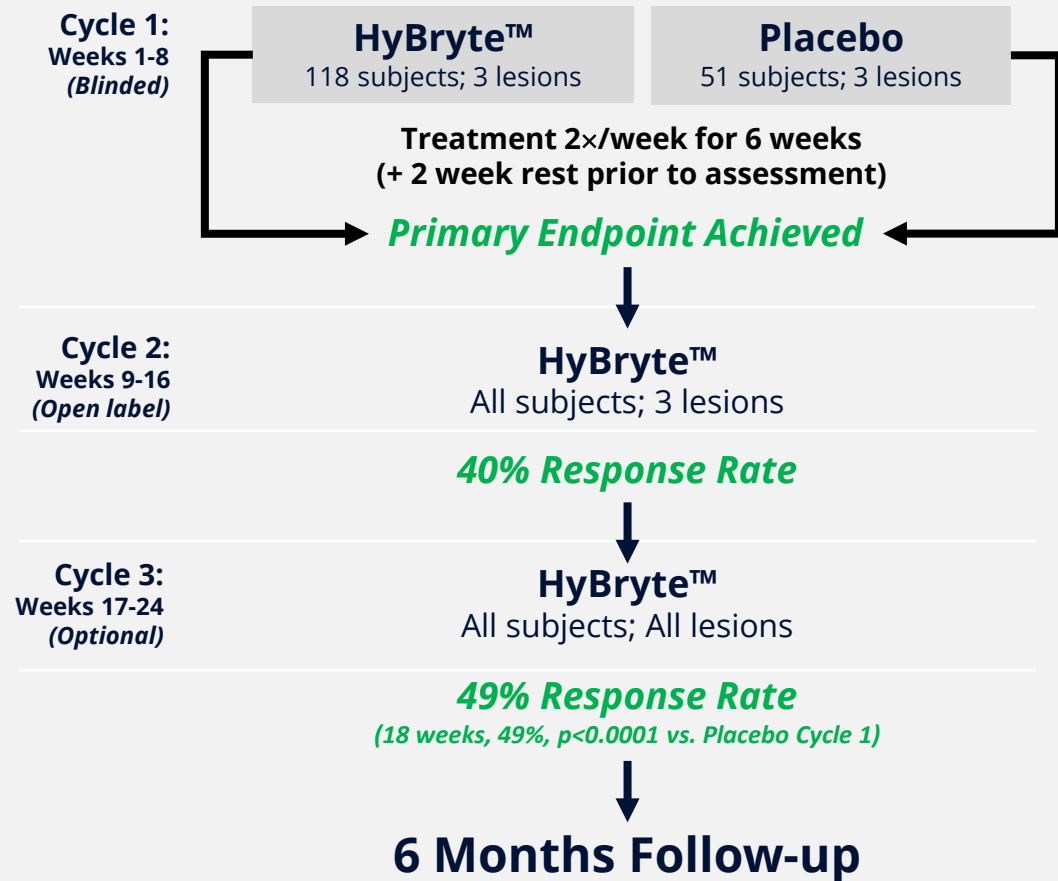 Cycle 1:
Weeks 1-8
(Blinded)
HyBryte™
118 subjects; 3 lesions
Placebo
51 subjects; 3 lesions
Treatment 2×/week for 6 weeks
(+ 2 week rest prior to assessment)
Primary Endpoint Achieved
Cycle 2:
Weeks 9-16
(Open label)
HyBryte™
All subjects; 3 lesions
40% Response Rate
Cycle 3:
Weeks 17-24
(Optional)
HyBryte™
All subjects; All lesions
49% Response Rate
(18 weeks, 49%, p<0.0001 vs. Placebo Cycle 1)
6 Months Follow-up